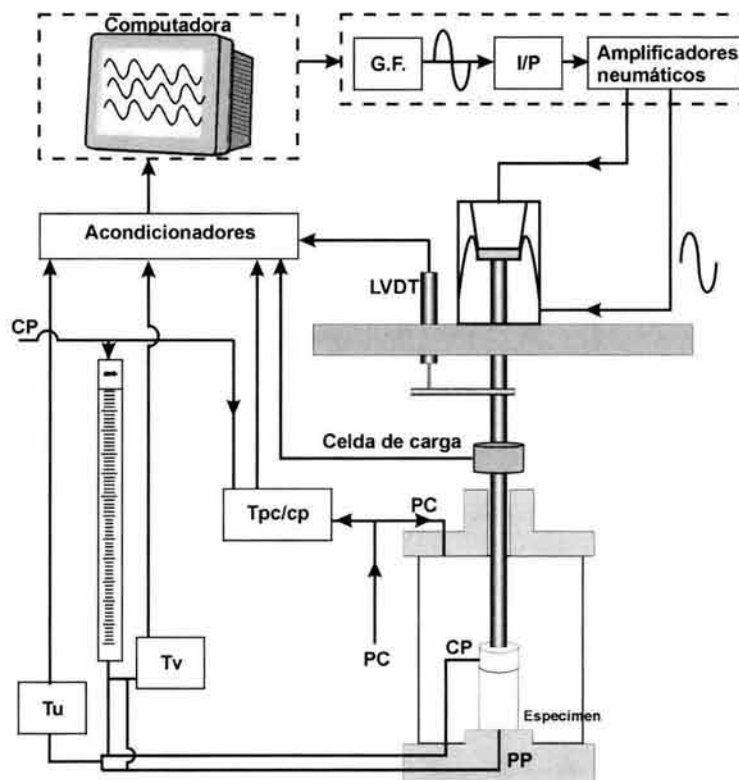 Computadora
G.F.
I/P
Amplificadores
neumáticos
Acondicionadores
LVDT
CP
Celda de carga
Tpc/cp
PC
PC
CP
Tv
Tu
Especimen
PP